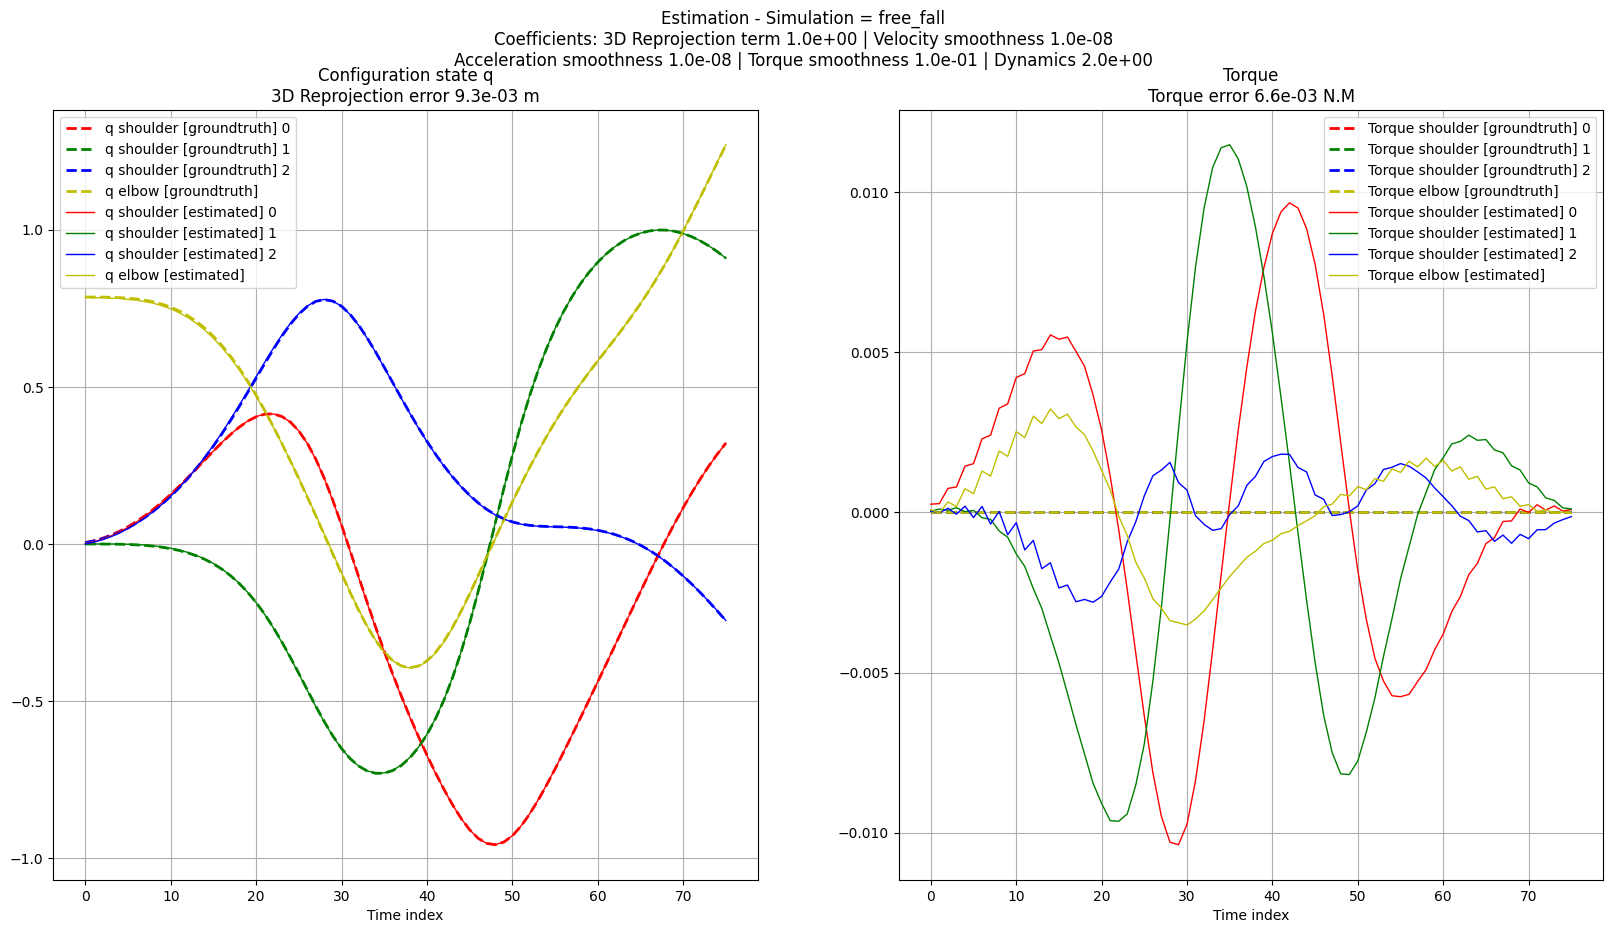 Estimation - Simulation = free_fall
Coefficients: 3D Reprojection term 1.0e+00 | Velocity smoothness 1.0e-08
Acceleration smoothness 1.0e-08 | Torque smoothness 1.0e-01 | Dynamics 2.0e+00
Configuration state q
3D Reprojection error 9.3e-03 m
q shoulder [groundtruth] 0
q shoulder [groundtruth] 1
q shoulder [groundtruth] 2
q elbow [groundtruth]
q shoulder [estimated] 0
q shoulder [estimated] 1
q shoulder [estimated] 2
q elbow [estimated]
1.0
0.5
0.0
−0.5
−1.0
0 10 20 30 40 50 60 70
Time index
Torque
Torque error 6.6e-03 N.M
Torque shoulder [groundtruth] 0
Torque shoulder [groundtruth] 1
Torque shoulder [groundtruth] 2
Torque elbow [groundtruth]
Torque shoulder [estimated] 0
Torque shoulder [estimated] 1
Torque shoulder [estimated] 2
Torque elbow [estimated]
0.010
0.005
0.000
−0.005
−0.010
0 10 20 30 40 50 60 70
Time index